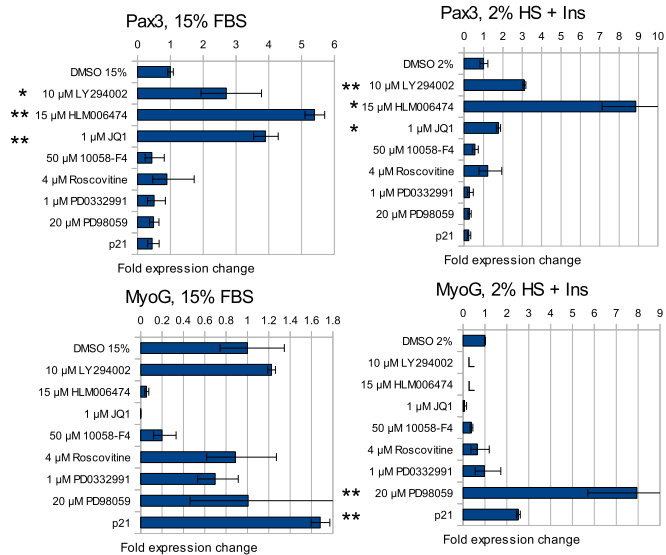 Pax3, 15% FBS
0 1 2 3 4 5 6
DMSO 15%
* 10 µM LY294002
** 15 µM HLM006474
** 1 µM JQ1
50 µM 10058-F4
4 µM Roscovitine
1 µM PD0332991
20 µM PD98059
p21
Fold expression change
Pax3, 2% HS + Ins
0 1 2 3 4 5 6 7 8 9 10
DMSO 2%
** 10 µM LY294002
* 15 µM HLM006474
* 1 µM JQ1
50 µM 10058-F4
4 µM Roscovitine
1 µM PD0332991
20 µM PD98059
p21
Fold expression change
MyoG, 15% FBS
0 0.2 0.4 0.6 0.8 1 1.2 1.4 1.6 1.8
DMSO 15%
10 µM LY294002
15 µM HLM006474
1 µM JQ1
50 µM 10058-F4
4 µM Roscovitine
1 µM PD0332991
20 µM PD98059
p21
Fold expression change
MyoG, 2% HS + Ins
0 1 2 3 4 5 6 7 8 9
DMSO 2%
10 µM LY294002 L
15 µM HLM006474 L
1 µM JQ1
50 µM 10058-F4
4 µM Roscovitine
1 µM PD0332991
** 20 µM PD98059
** p21
Fold expression change